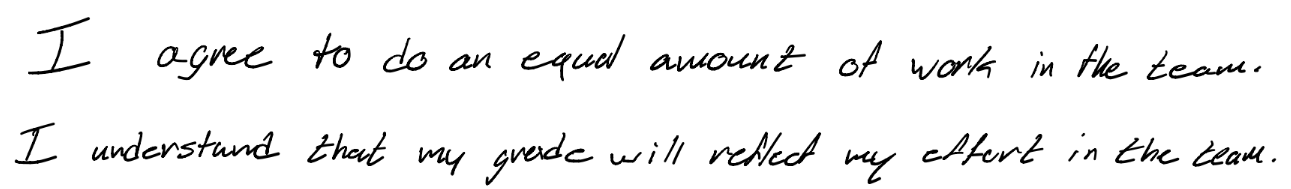 I agree to do an equal amount of work in the team.
I understand that my grade will reflect my effort in the team.